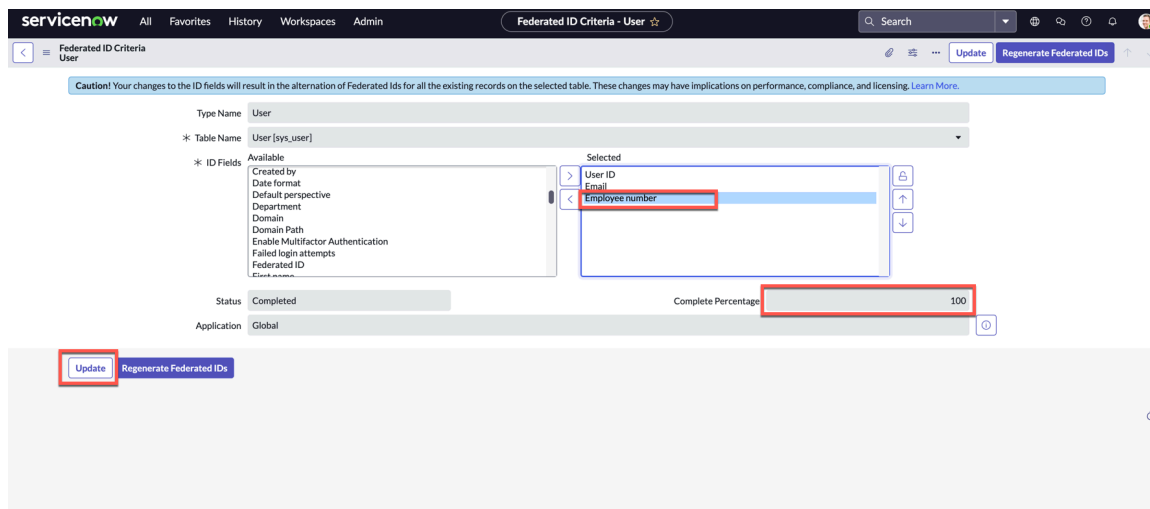 servicenow All Favorites History Workspaces Admin Federated ID Criteria - User Search
Federated ID Criteria
User
Update Regenerate Federated IDs
Caution! Your changes to the ID fields will result in the alternation of Federated Ids for all the existing records on the selected table. These changes may have implications on performance, compliance, and licensing. Learn More.
Type Name User
Table Name User [sys_user]
ID Fields Available Selected
Created by
Date format
Default perspective
Department
Domain
Domain Path
Enable Multifactor Authentication
Failed login attempts
Federated ID
First name
User ID
Email
Employee number
Status Completed Complete Percentage 100
Application Global
Update Regenerate Federated IDs